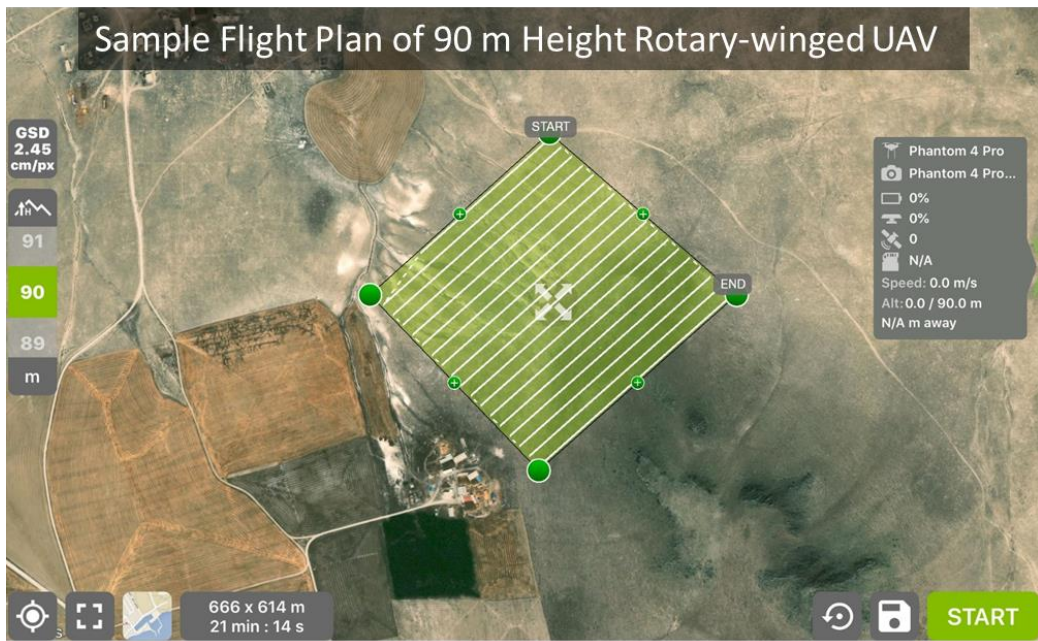 Sample Flight Plan of 90 m Height Rotary-winged UAV
GSD
2.45
cm/px
91
90
89
m
START
END
Phantom 4 Pro
Phantom 4 Pro...
0%
0%
0
N/A
Speed: 0.0 m/s
Alt: 0.0 / 90.0 m
N/A m away
666 x 614 m
21 min : 14 s
START